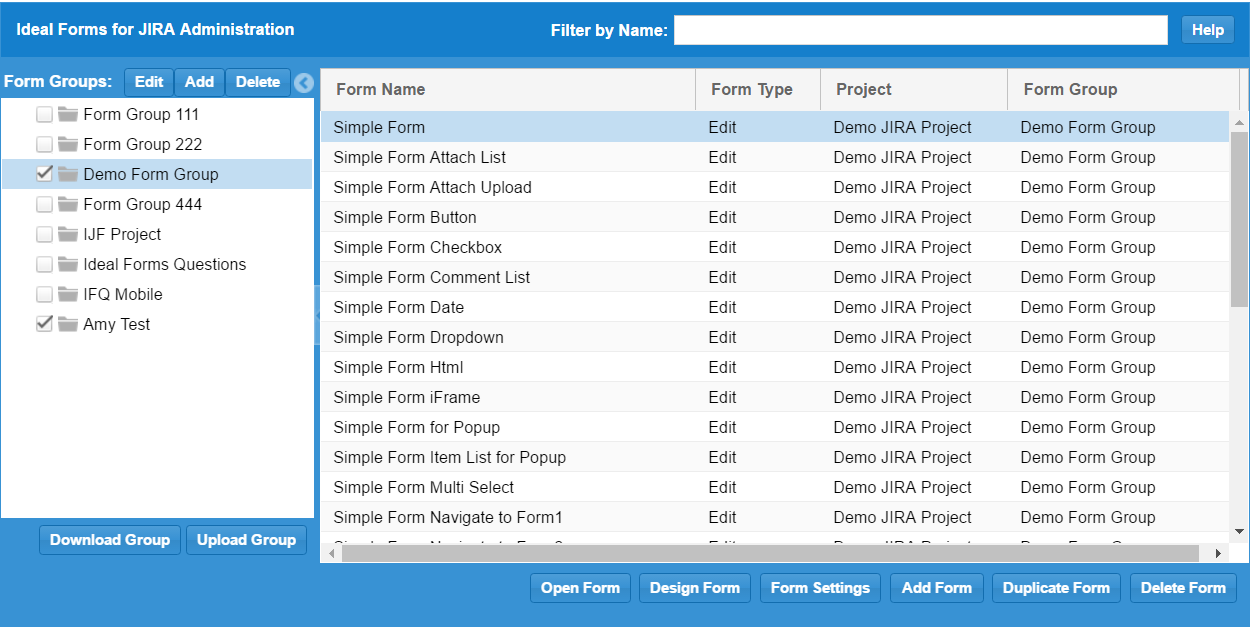 Ideal Forms for JIRA Administration Filter by Name: Help
Form Groups: Edit Add Delete
Form Group 111
Form Group 222
Demo Form Group
Form Group 444
IJF Project
Ideal Forms Questions
IFQ Mobile
Amy Test
Download Group Upload Group
Form Name Form Type Project Form Group
Simple Form Edit Demo JIRA Project Demo Form Group
Simple Form Attach List Edit Demo JIRA Project Demo Form Group
Simple Form Attach Upload Edit Demo JIRA Project Demo Form Group
Simple Form Button Edit Demo JIRA Project Demo Form Group
Simple Form Checkbox Edit Demo JIRA Project Demo Form Group
Simple Form Comment List Edit Demo JIRA Project Demo Form Group
Simple Form Date Edit Demo JIRA Project Demo Form Group
Simple Form Dropdown Edit Demo JIRA Project Demo Form Group
Simple Form Html Edit Demo JIRA Project Demo Form Group
Simple Form iFrame Edit Demo JIRA Project Demo Form Group
Simple Form for Popup Edit Demo JIRA Project Demo Form Group
Simple Form Item List for Popup Edit Demo JIRA Project Demo Form Group
Simple Form Multi Select Edit Demo JIRA Project Demo Form Group
Simple Form Navigate to Form1 Edit Demo JIRA Project Demo Form Group
Open Form Design Form Form Settings Add Form Duplicate Form Delete Form